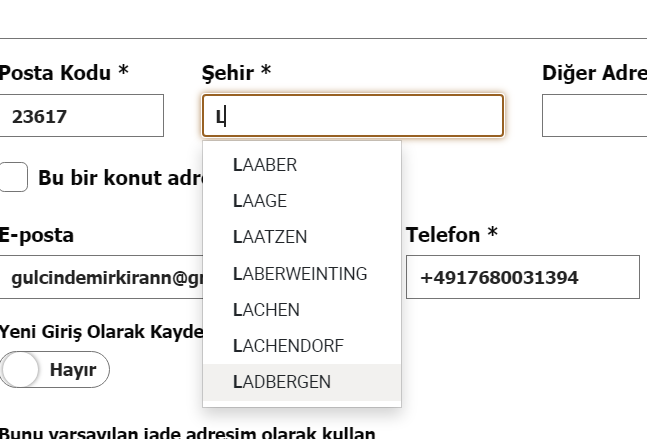 Posta Kodu *
Şehir *
Diğer Adre
23617
L
LAABER
LAAGE
LAATZEN
LABERWEINTING
LACHEN
LACHENDORF
LADBERGEN
Bu bir konut adr
E-posta
Telefon *
gulcindemirkirann@g
+4917680031394
Yeni Giriş Olarak Kayde
Hayır
Bunu varsayılan iade adresim olarak kullan